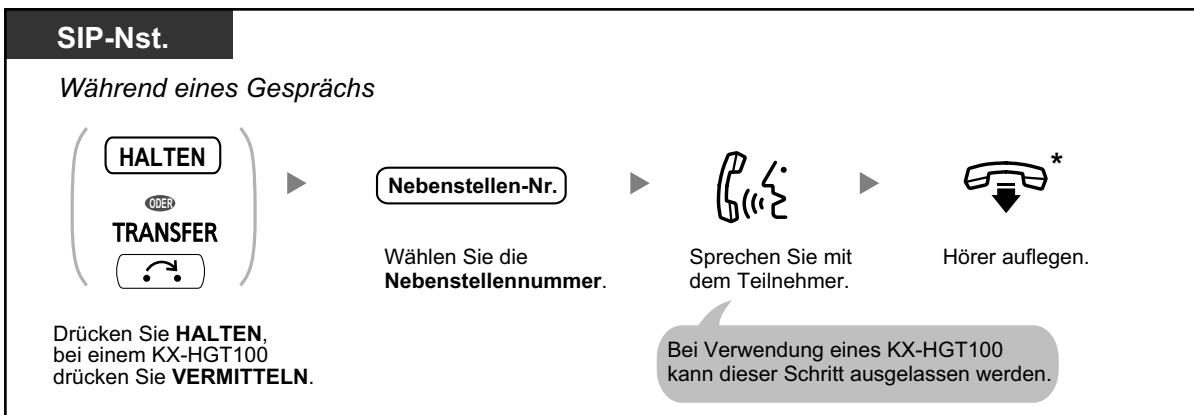 SIP-Nst.
Während eines Gesprächs
HALTEN
ODER
TRANSFER
Drücken Sie HALTEN,
bei einem KX-HGT100
drücken Sie VERMITTELN.
Nebenstellen-Nr.
Wählen Sie die
Nebenstellennummer.
Sprechen Sie mit
dem Teilnehmer.
Bei Verwendung eines KX-HGT100
kann dieser Schritt ausgelassen werden.
*
Hörer auflegen.